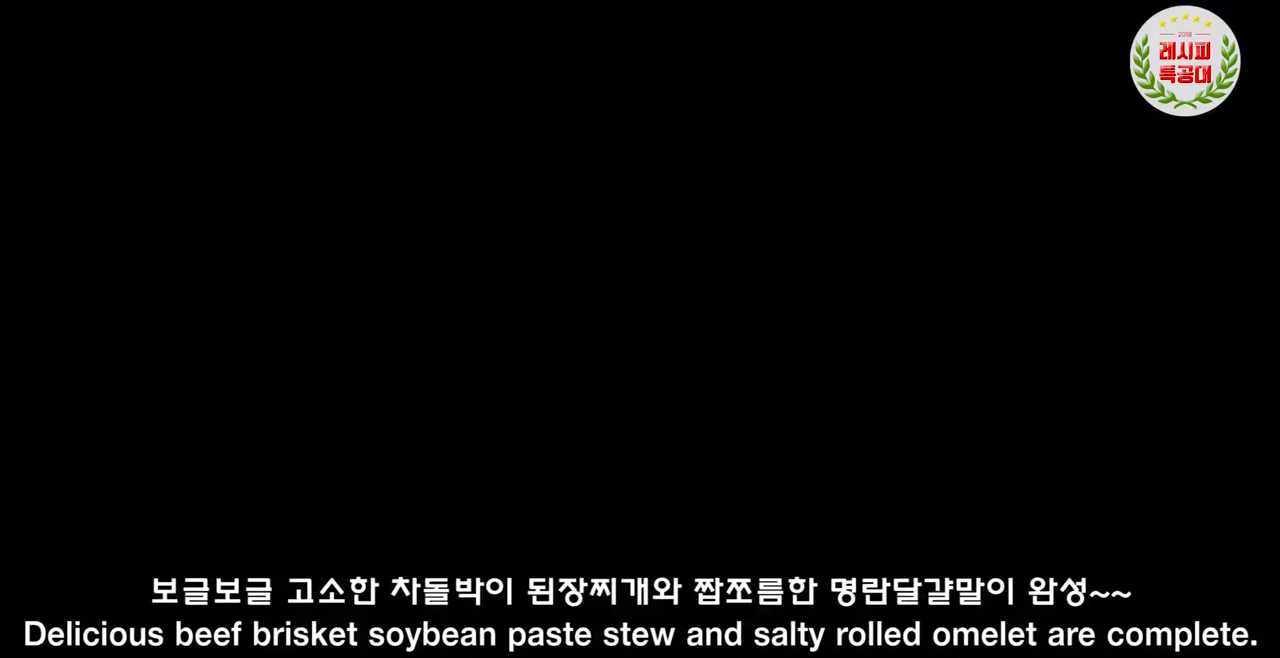 2018
레시피
특공대
보글보글 고소한 차돌박이 된장찌개와 짭쪼름한 명란달걀말이 완성~~
Delicious beef brisket soybean paste stew and salty rolled omelet are complete.